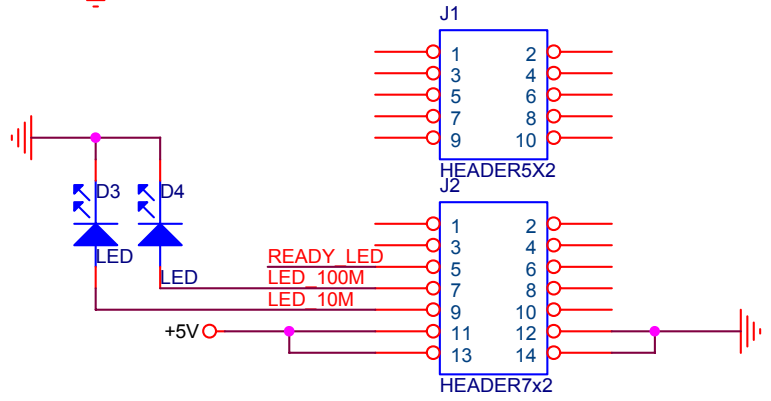 J1
1 2
3 4
5 6
7 8
9 10
HEADER5X2
J2
D3 D4
1 2
LED
3 4
READY_LED
5 6
LED
LED_100M
7 8
LED_10M
9 10
+5V
11 12
13 14
HEADER7x2